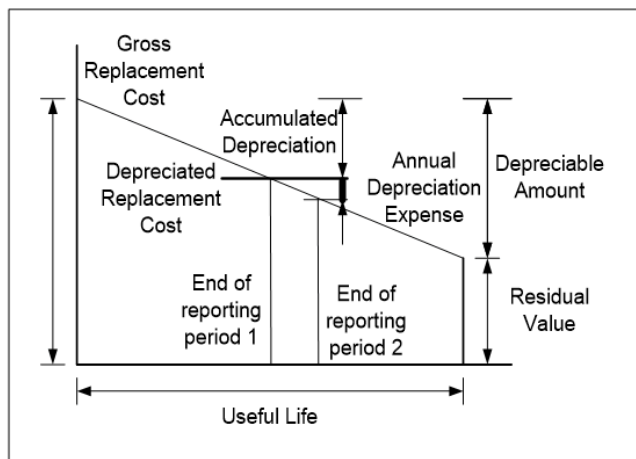 Gross
Replacement
Cost
Accumulated
Depreciation
Depreciated
Replacement
Cost
Annual
Depreciation
Expense
Depreciable
Amount
End of
reporting
period 1
End of
reporting
period 2
Residual
Value
Useful Life